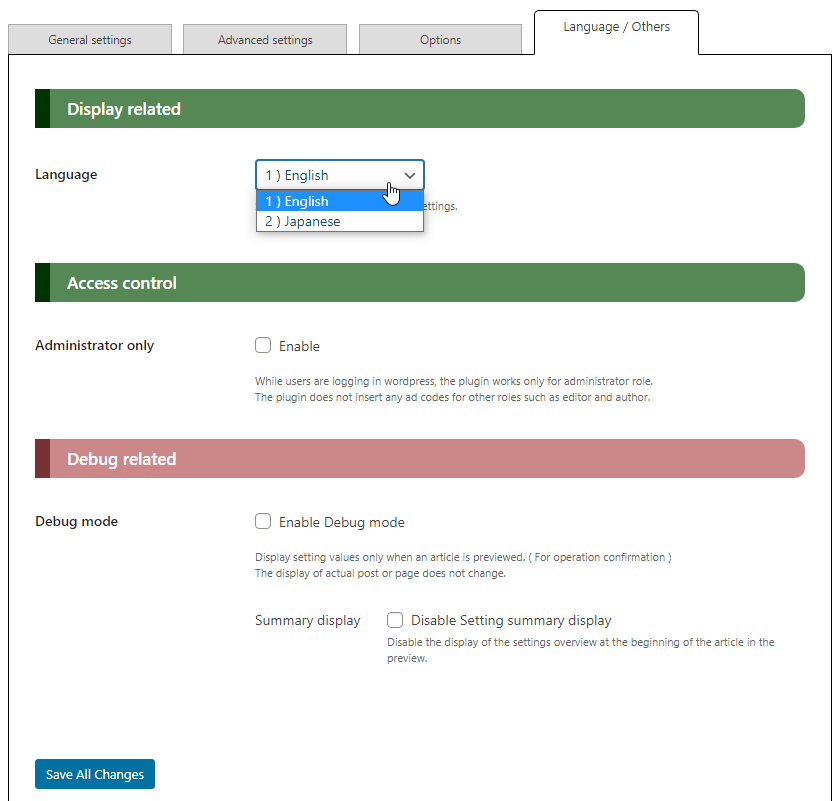 General settings
Advanced settings
Options
Language / Others
Display related
Language
1 ) English
1 ) English
2 ) Japanese
ettings.
Access control
Administrator only
Enable
While users are logging in wordpress, the plugin works only for administrator role.
The plugin does not insert any ad codes for other roles such as editor and author.
Debug related
Debug mode
Enable Debug mode
Display setting values only when an article is previewed. ( For operation confirmation )
The display of actual post or page does not change.
Summary display
Disable Setting summary display
Disable the display of the settings overview at the beginning of the article in the
preview.
Save All Changes